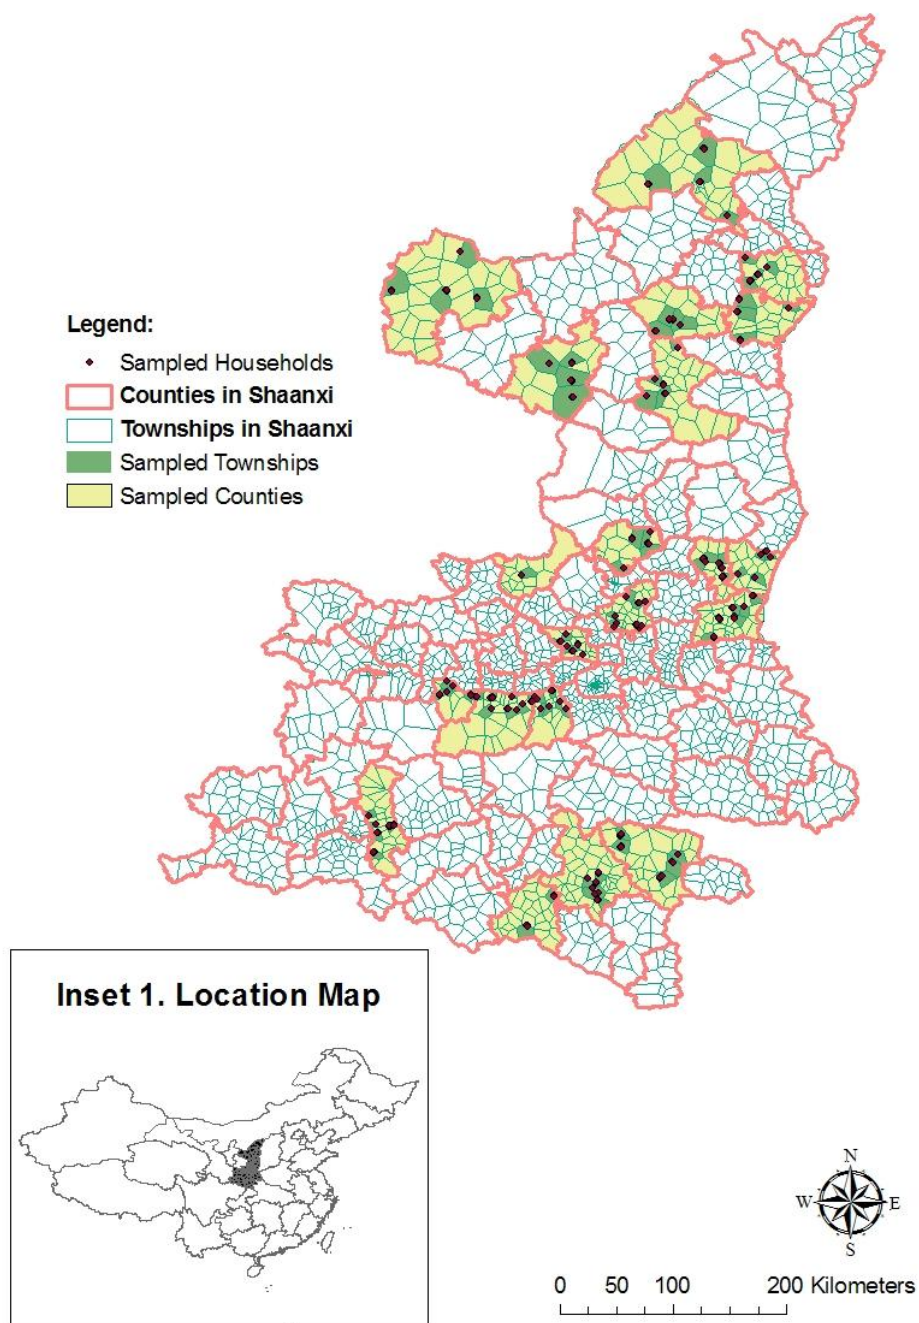 Legend:
Sampled Households
Counties in Shaanxi
Townships in Shaanxi
Sampled Townships
Sampled Counties
Inset 1. Location Map
N
W E
S
0 50 100 200 Kilometers